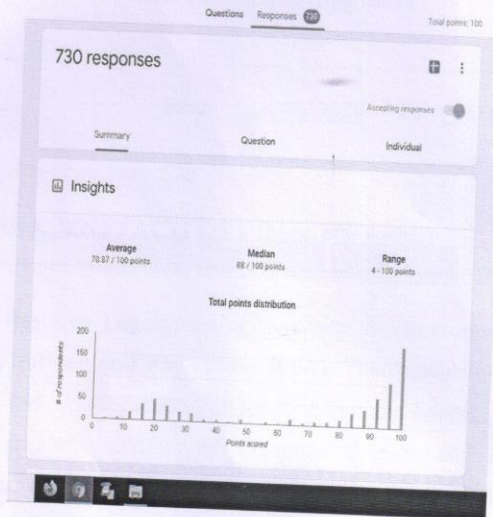 Questions Responses 730
Total points: 100
730 responses
Accepting responses
Summary Question Individual
Insights
Average Median Range
70.87 / 100 points 88 / 100 points 4 - 100 points
Total points distribution
200
150
100
50
0
# of respondents
0 10 20 30 40 50 60 70 80 90 100
Points scored